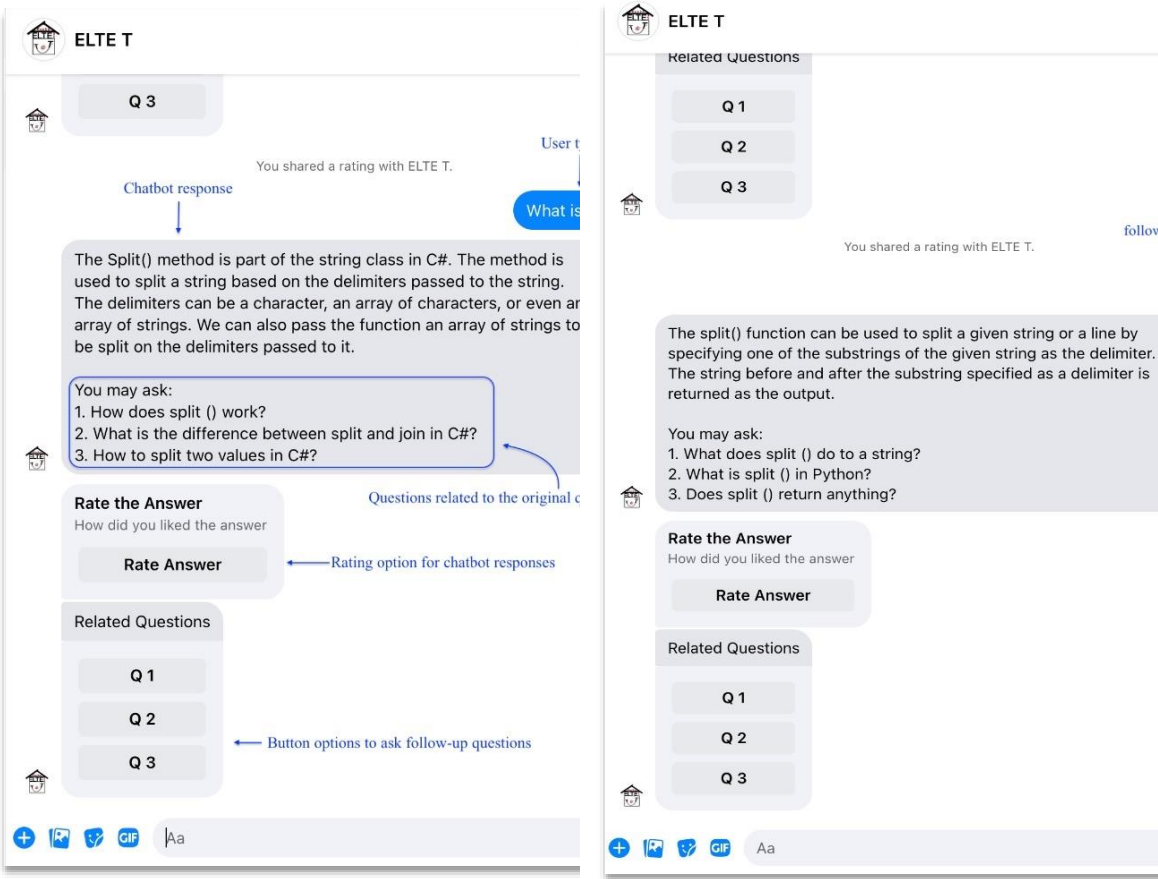 ELTE T
Q 3
User
You shared a rating with ELTE T.
Chatbot response
What is
The Split() method is part of the string class in C#. The method is
used to split a string based on the delimiters passed to the string.
The delimiters can be a character, an array of characters, or even
array of strings. We can also pass the function an array of strings to
be split on the delimiters passed to it.
You may ask:
1. How does split () work?
2. What is the difference between split and join in C#?
3. How to split two values in C#?
Questions related to the original
Rate the Answer
How did you liked the answer
Rate Answer
Rating option for chatbot responses
Related Questions
Q 1
Q 2
Button options to ask follow-up questions
Q 3
GIF
Aa
ELTE T
Related Questions
Q 1
Q 2
Q 3
You shared a rating with ELTE T.
The split() function can be used to split a given string or a line by
specifying one of the substrings of the given string as the delimiter.
The string before and after the substring specified as a delimiter is
returned as the output.
You may ask:
1. What does split () do to a string?
2. What is split () in Python?
3. Does split () return anything?
Rate the Answer
How did you liked the answer
Rate Answer
Related Questions
Q 1
Q 2
Q 3
GIF
Aa